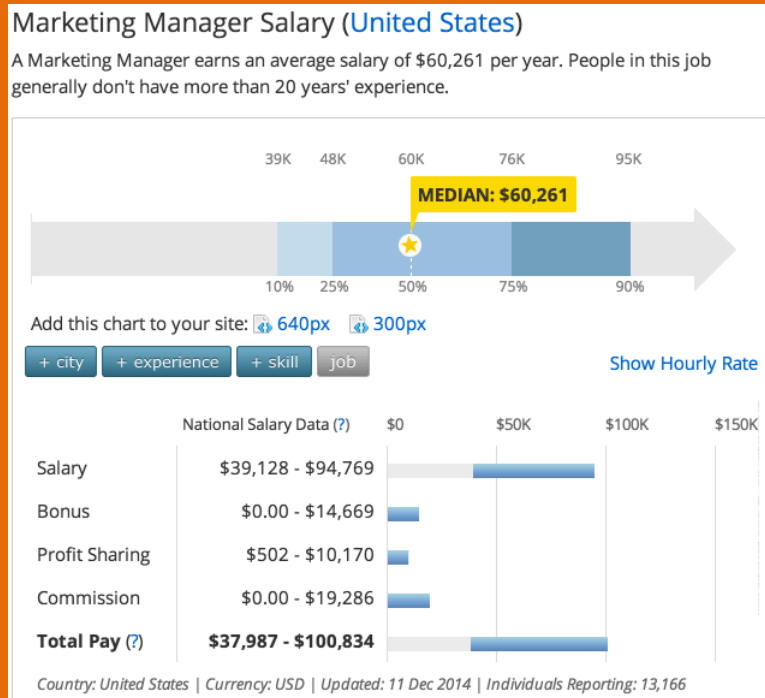 Marketing Manager Salary (United States)
A Marketing Manager earns an average salary of $60,261 per year. People in this job
generally don't have more than 20 years' experience.
39K 48K 60K 76K 95K
MEDIAN: $60,261
10% 25% 50% 75% 90%
Add this chart to your site: 640px 300px
+ city + experience + skill job Show Hourly Rate
National Salary Data (?) $0 $50K $100K $150K
Salary $39,128 - $94,769
Bonus $0.00 - $14,669
Profit Sharing $502 - $10,170
Commission $0.00 - $19,286
Total Pay (?) $37,987 - $100,834
Country: United States | Currency: USD | Updated: 11 Dec 2014 | Individuals Reporting: 13,166